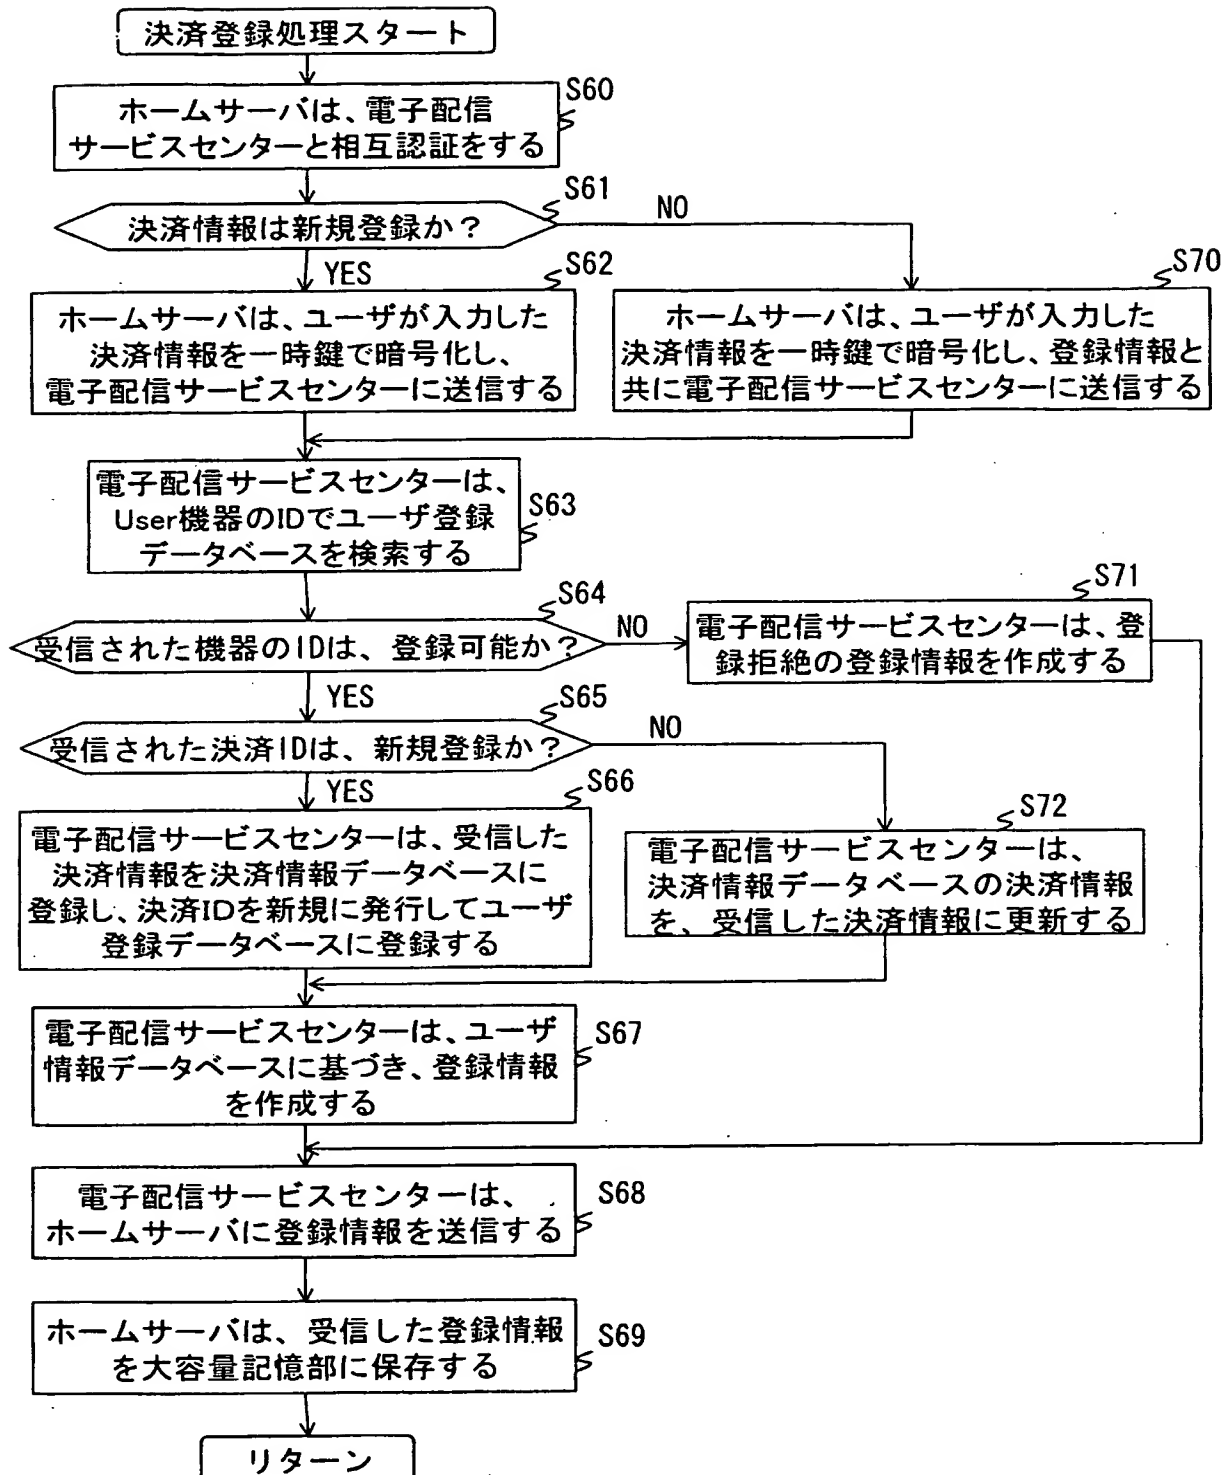 決済登録処理スタート
S60
ホームサーバは、電子配信
サービスセンターと相互認証をする
S61
決済情報は新規登録か?
NO
YES
S62
ホームサーバは、ユーザが入力した
決済情報を一時鍵で暗号化し、
電子配信サービスセンターに送信する
S70
ホームサーバは、ユーザが入力した
決済情報を一時鍵で暗号化し、登録情報と
共に電子配信サービスセンターに送信する
電子配信サービスセンターは、
User機器のIDでユーザ登録
データベースを検索する
S63
S64
受信された機器のIDは、登録可能か?
NO
S71
電子配信サービスセンターは、登
録拒絶の登録情報を作成する
YES
S65
受信された決済IDは、新規登録か?
NO
YES
S66
電子配信サービスセンターは、受信した
決済情報を決済情報データベースに
登録し、決済IDを新規に発行してユーザ
登録データベースに登録する
S72
電子配信サービスセンターは、
決済情報データベースの決済情報
を、受信した決済情報に更新する
電子配信サービスセンターは、ユーザ
情報データベースに基づき、登録情報
を作成する
S67
電子配信サービスセンターは、
ホームサーバに登録情報を送信する
S68
ホームサーバは、受信した登録情報
を大容量記憶部に保存する
S69
リターン